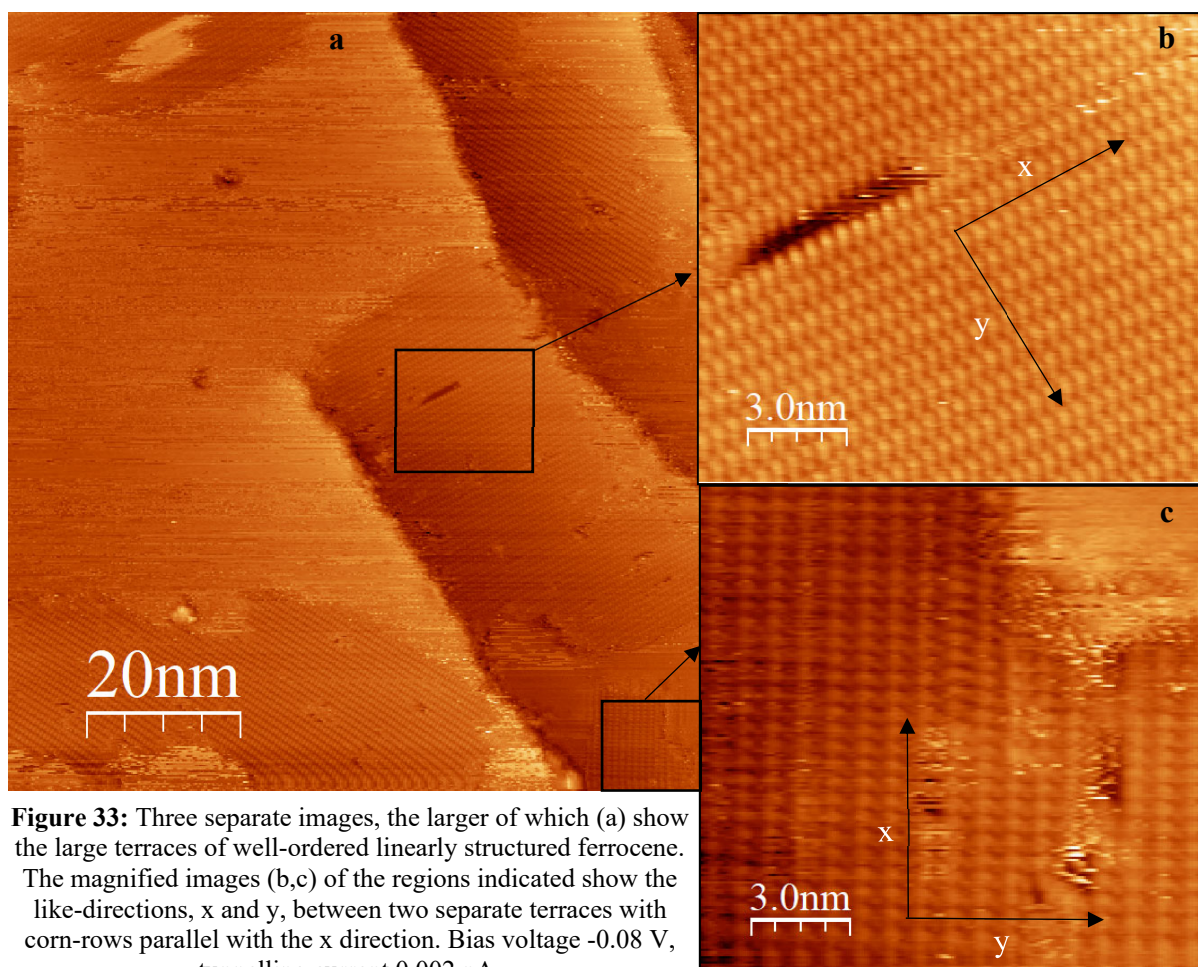 a
b
x
y
3.0nm
20nm
c
x
y
3.0nm
Figure 33: Three separate images, the larger of which (a) show
the large terraces of well-ordered linearly structured ferrocene.
The magnified images (b,c) of the regions indicated show the
like-directions, x and y, between two separate terraces with
corn-rows parallel with the x direction. Bias voltage -0.08 V,